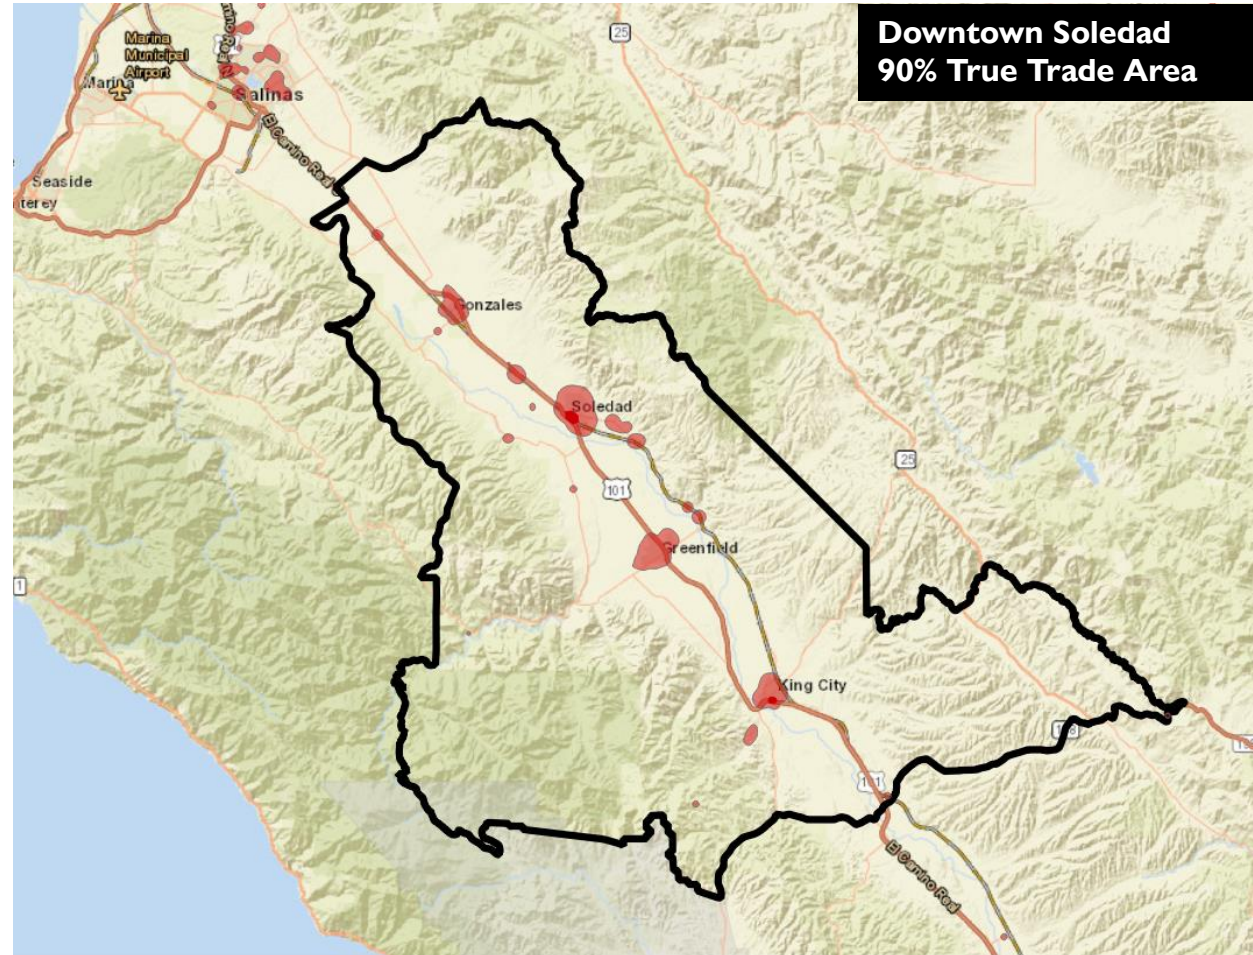 Downtown Soledad
90% True Trade Area
25
Marina
Municipal
Airport
Marina
Salinas
El Camino Real
Seaside
terey
Gonzales
Soledad
25
101
Greenfield
1
King City
101
El Camino Real